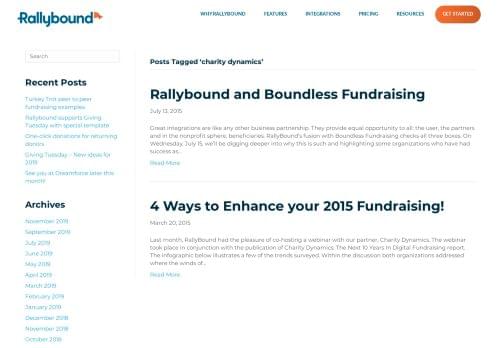 Rallybound
WHY RALLYBOUND
FEATURES
INTEGRATIONS
PRICING
RESOURCES
GET STARTED
Search
Recent Posts
Turkey Trot peer to peer
fundraising examples
Rallybound supports Giving
Tuesday with special template
One-click donations for returning
donors
Giving Tuesday – New ideas for
2019
See you at Dreamforce later this
month!
Archives
November 2019
September 2019
July 2019
June 2019
May 2019
April 2019
March 2019
February 2019
January 2019
December 2018
November 2018
October 2018
Posts Tagged ‘charity dynamics’
Rallybound and Boundless Fundraising
July 13, 2015
Great integrations are like any other business partnership. They provide equal opportunity to all: the user, the partners
and in the nonprofit sphere, beneficiaries. RallyBound's fusion with Boundless Fundraising checks all three boxes. On
Wednesday, July 15, we'll be digging deeper into why this is such and highlighting some organizations who have had
success as...
Read More
4 Ways to Enhance your 2015 Fundraising!
March 20, 2015
Last month, RallyBound had the pleasure of co-hosting a webinar with our partner, Charity Dynamics. The webinar
took place in conjunction with the publication of Charity Dynamics: The Next 10 Years In Digital Fundraising report.
The infographic below illustrates a few of the trends surveyed. Within the discussion both organizations addressed
where the winds of...
Read More